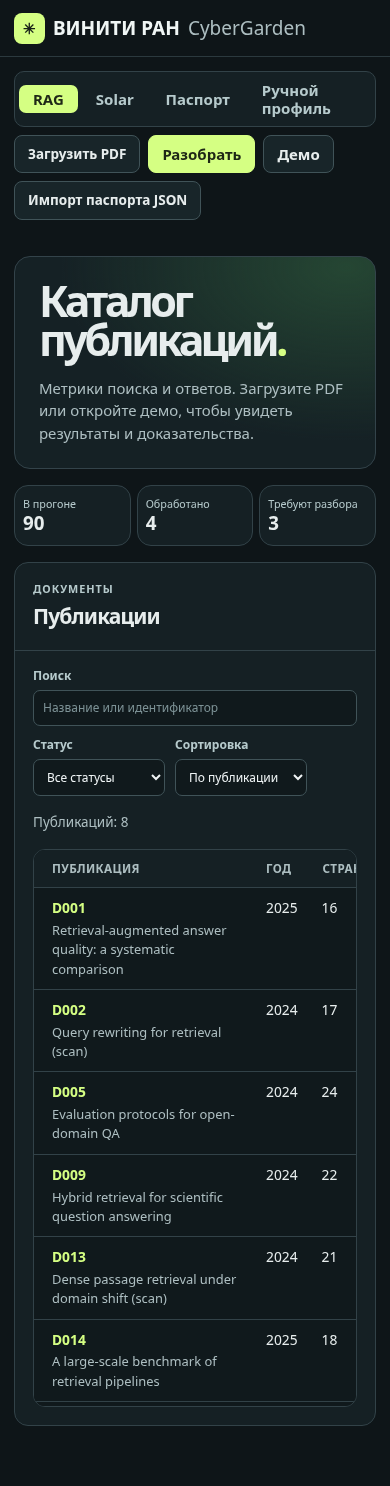 ВИНИТИ РАН CyberGarden
RAG Solar Паспорт Ручной профиль
Загрузить PDF Разобрать Демо
Импорт паспорта JSON
Каталог
публикаций.
Метрики поиска и ответов. Загрузите PDF
или откройте демо, чтобы увидеть
результаты и доказательства.
В прогоне Обработано Требуют разбора
90 4 3
ДОКУМЕНТЫ
Публикации
Поиск
Название или идентификатор
Статус Сортировка
Все статусы По публикации
Публикаций: 8
ПУБЛИКАЦИЯ ГОД СТРА
D001 2025 16
Retrieval-augmented answer
quality: a systematic
comparison
D002 2024 17
Query rewriting for retrieval
(scan)
D005 2024 24
Evaluation protocols for open-
domain QA
D009 2024 22
Hybrid retrieval for scientific
question answering
D013 2024 21
Dense passage retrieval under
domain shift (scan)
D014 2025 18
A large-scale benchmark of
retrieval pipelines